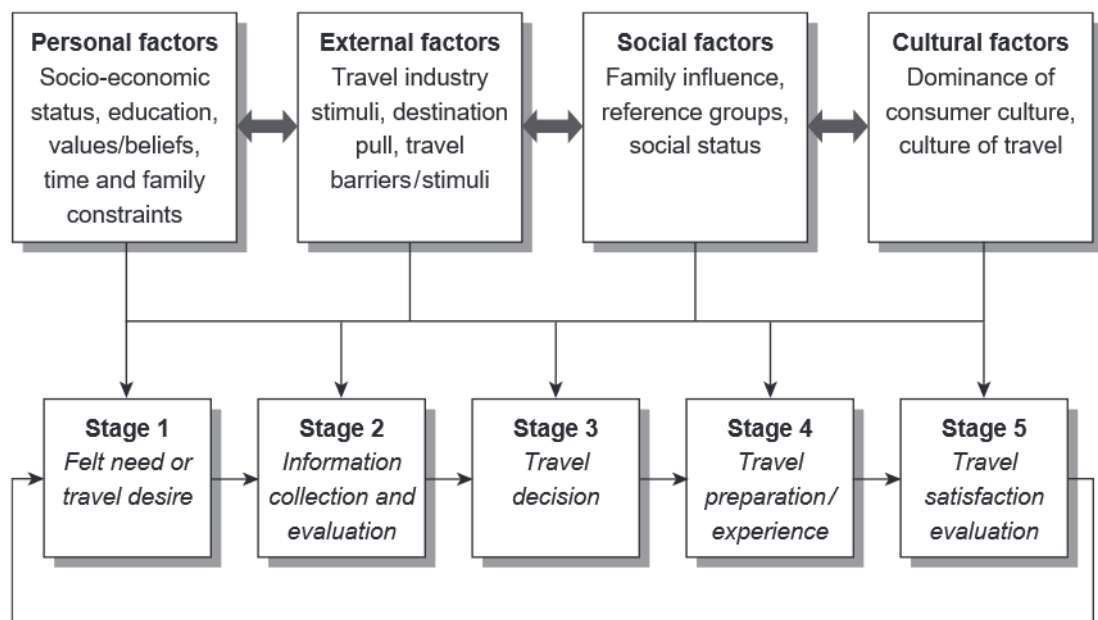 Personal factors
Socio-economic
status, education,
values/beliefs,
time and family
constraints
External factors
Travel industry
stimuli, destination
pull, travel
barriers/stimuli
Social factors
Family influence,
reference groups,
social status
Cultural factors
Dominance of
consumer culture,
culture of travel
Stage 1
Felt need or
travel desire
Stage 2
Information
collection and
evaluation
Stage 3
Travel
decision
Stage 4
Travel
preparation/
experience
Stage 5
Travel
satisfaction
evaluation